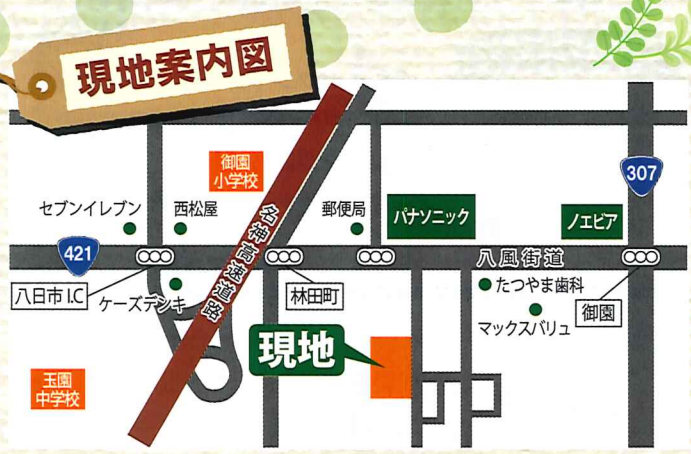 現地案内図
御園
小学校
307
セブンイレブン
西松屋
郵便局
パナソニック
ノエビア
名神高速道路
421
八風街道
八日市I.C
ケーズデンキ
林田町
たつやま歯科
御園
マックスバリュ
現地
玉園
中学校